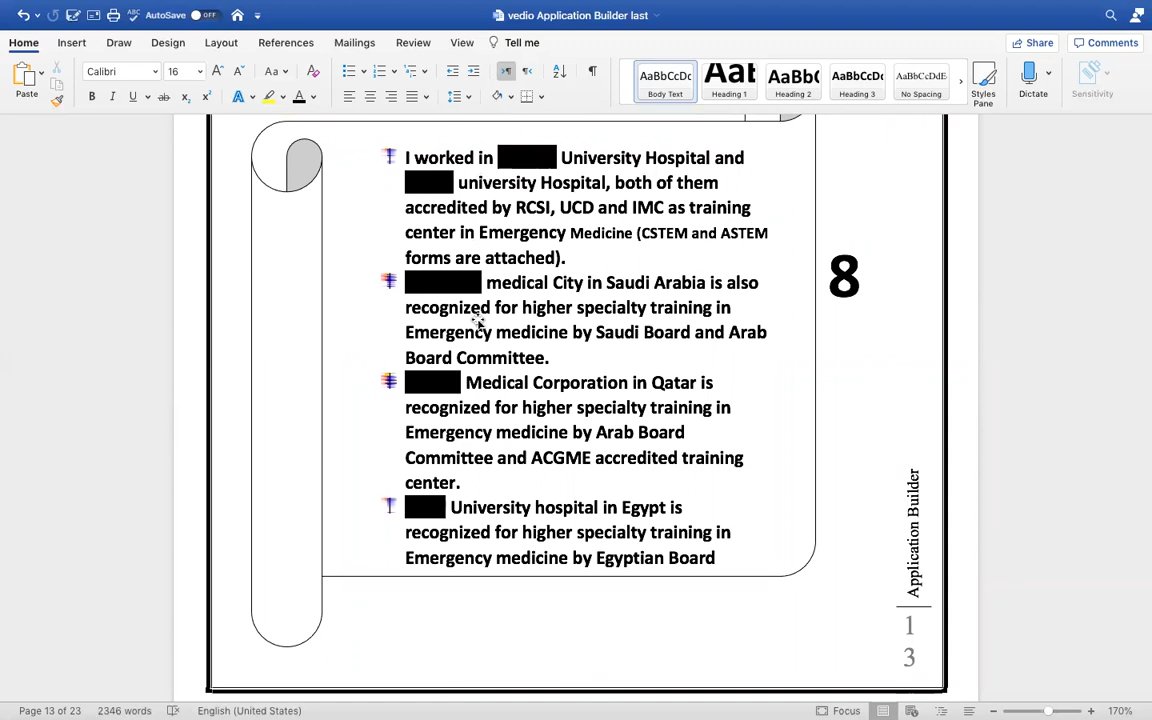 AutoSave OFF
vedio Application Builder last
Home Insert Draw Design Layout References Mailings Review View Tell me
Share Comments
Paste
Calibri 16
AaBbCcDc Body Text
AaBl Heading 1
AaBbC Heading 2
AaBbCcDc Heading 3
AaBbCcDdE No Spacing
Styles Pane
Dictate
Sensitivity
I worked in University Hospital and
university Hospital, both of them
accredited by RCSI, UCD and IMC as training
center in Emergency Medicine (CSTEM and ASTEM
forms are attached).
medical City in Saudi Arabia is also
recognized for higher specialty training in
Emergency medicine by Saudi Board and Arab
Board Committee.
Medical Corporation in Qatar is
recognized for higher specialty training in
Emergency medicine by Arab Board
Committee and ACGME accredited training
center.
University hospital in Egypt is
recognized for higher specialty training in
Emergency medicine by Egyptian Board
8
Application Builder
1
3
Page 13 of 23 2346 words English (United States) Focus 170%